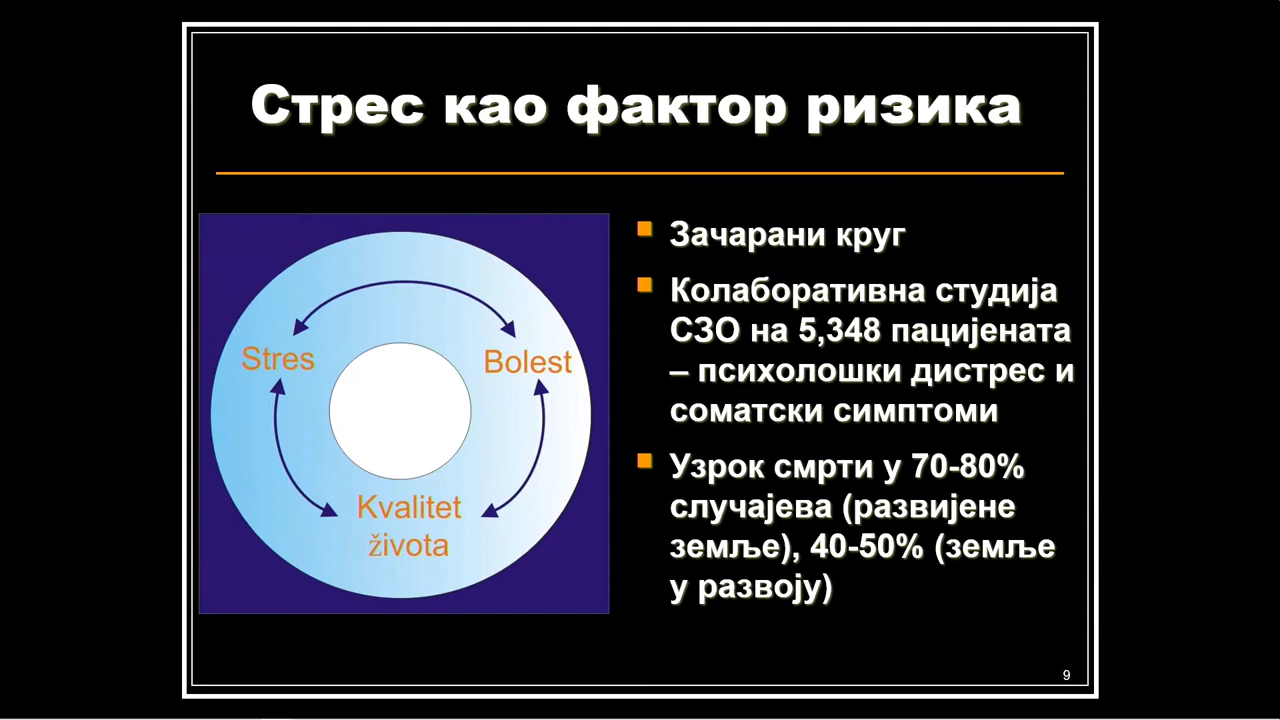 Стрес као фактор ризика
Stres
Bolest
Kvalitet
života
Зачарани круг
Колаборативна студија
СЗО на 5,348 пацијената
– психолошки дистрес и
соматски симптоми
Узрок смрти у 70-80%
случајева (развијене
земље), 40-50% (земље
у развоју)
9